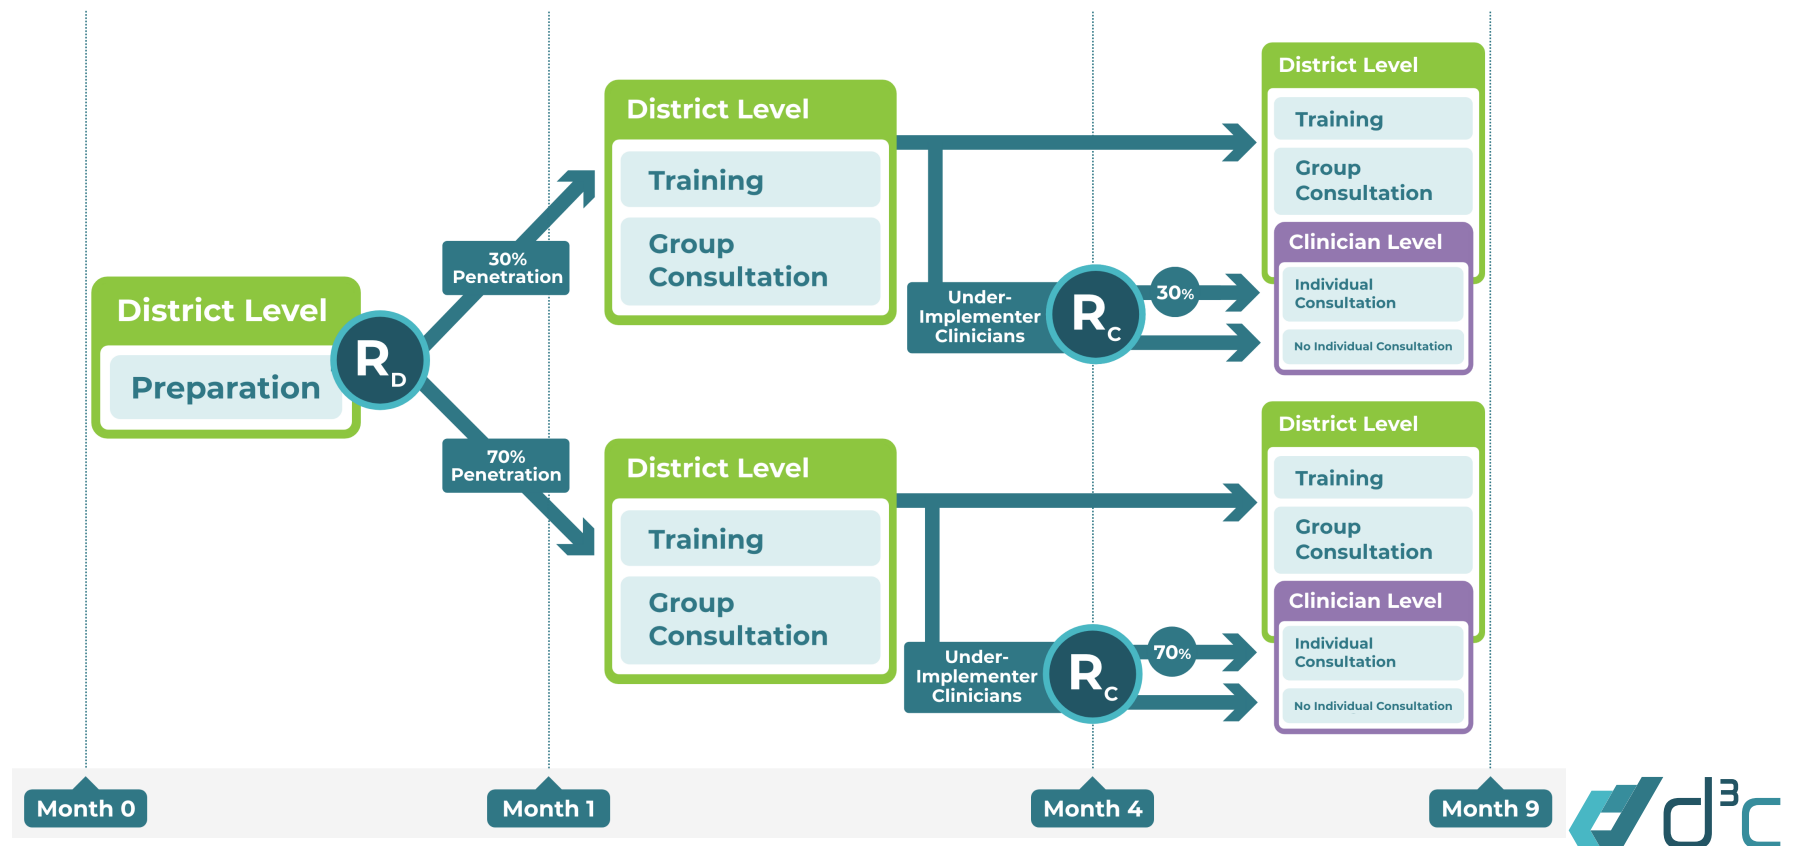 District Level
Preparation
R
D
30%
Penetration
70%
Penetration
District Level
Training
Group
Consultation
Under-
Implementer
Clinicians
R
C
30%
District Level
Training
Group
Consultation
Clinician Level
Individual
Consultation
No Individual Consultation
District Level
Training
Group
Consultation
Under-
Implementer
Clinicians
R
C
70%
District Level
Training
Group
Consultation
Clinician Level
Individual
Consultation
No Individual Consultation
Month 0
Month 1
Month 4
Month 9
d³c